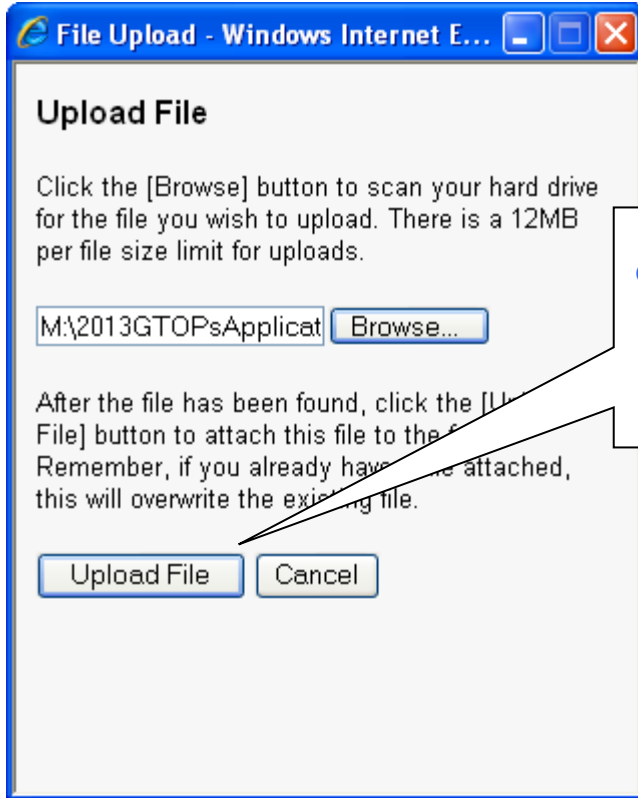 File Upload - Windows Internet E...
Upload File
Click the [Browse] button to scan your hard drive
for the file you wish to upload. There is a 12MB
per file size limit for uploads.
M:\2013GTOPsApplicat Browse...
After the file has been found, click the
File] button to attach this file to the
Remember, if you already have attached,
this will overwrite the existing file.
Upload File Cancel